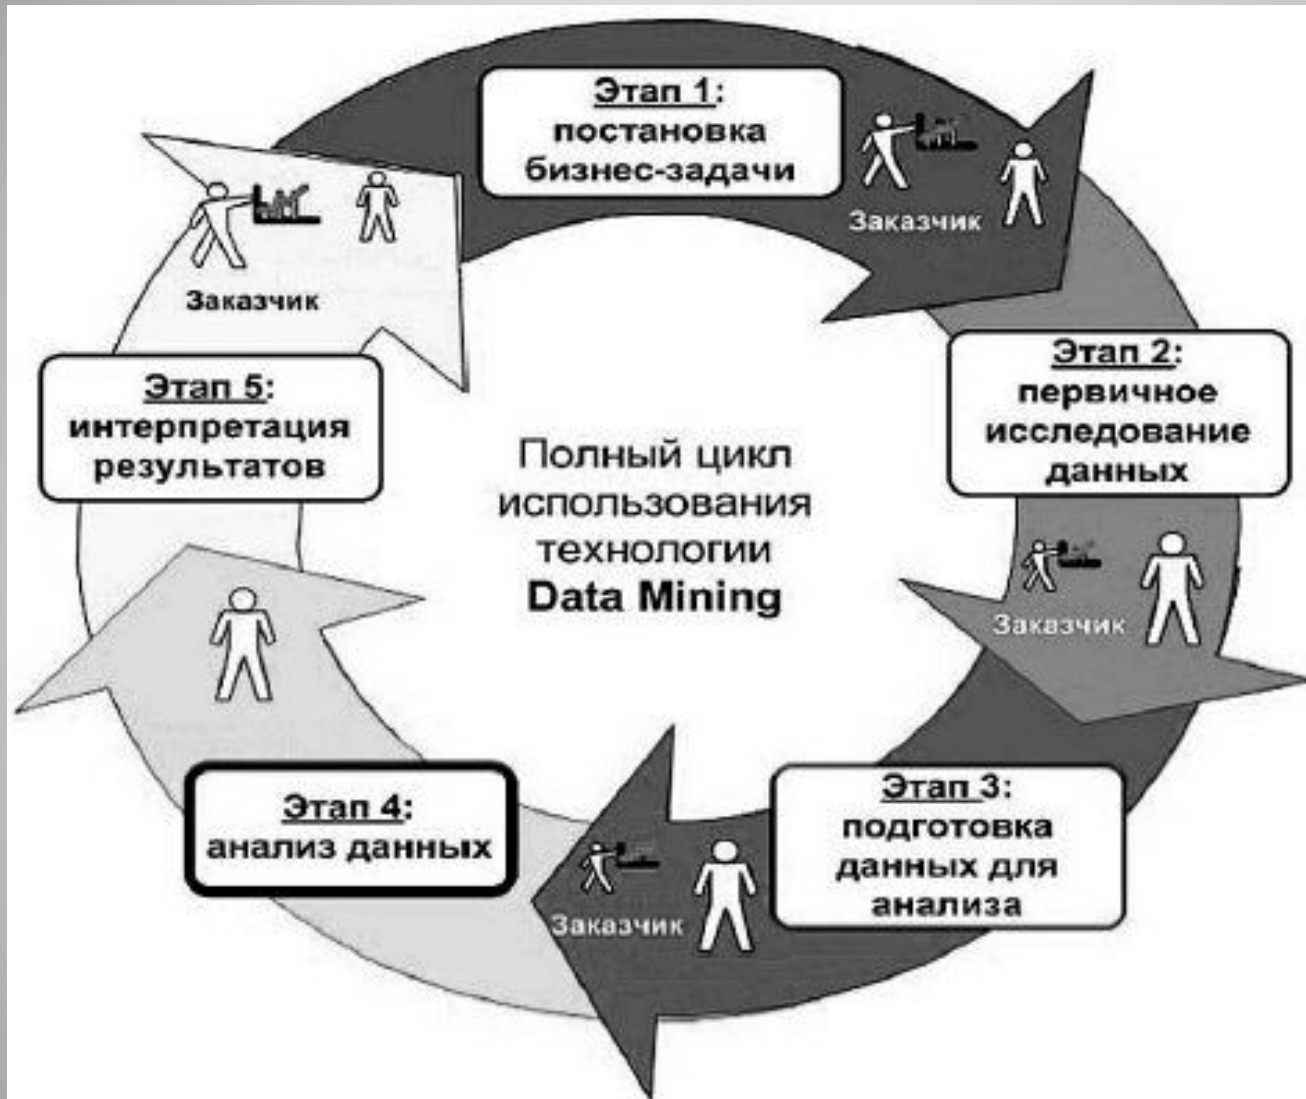 Этап 1:
постановка
бизнес-задачи
Заказчик
Этап 2:
первичное
исследование
данных
Заказчик
Этап 3:
подготовка
данных для
анализа
Заказчик
Этап 4:
анализ данных
Этап 5:
интерпретация
результатов
Заказчик
Полный цикл
использования
технологии
Data Mining